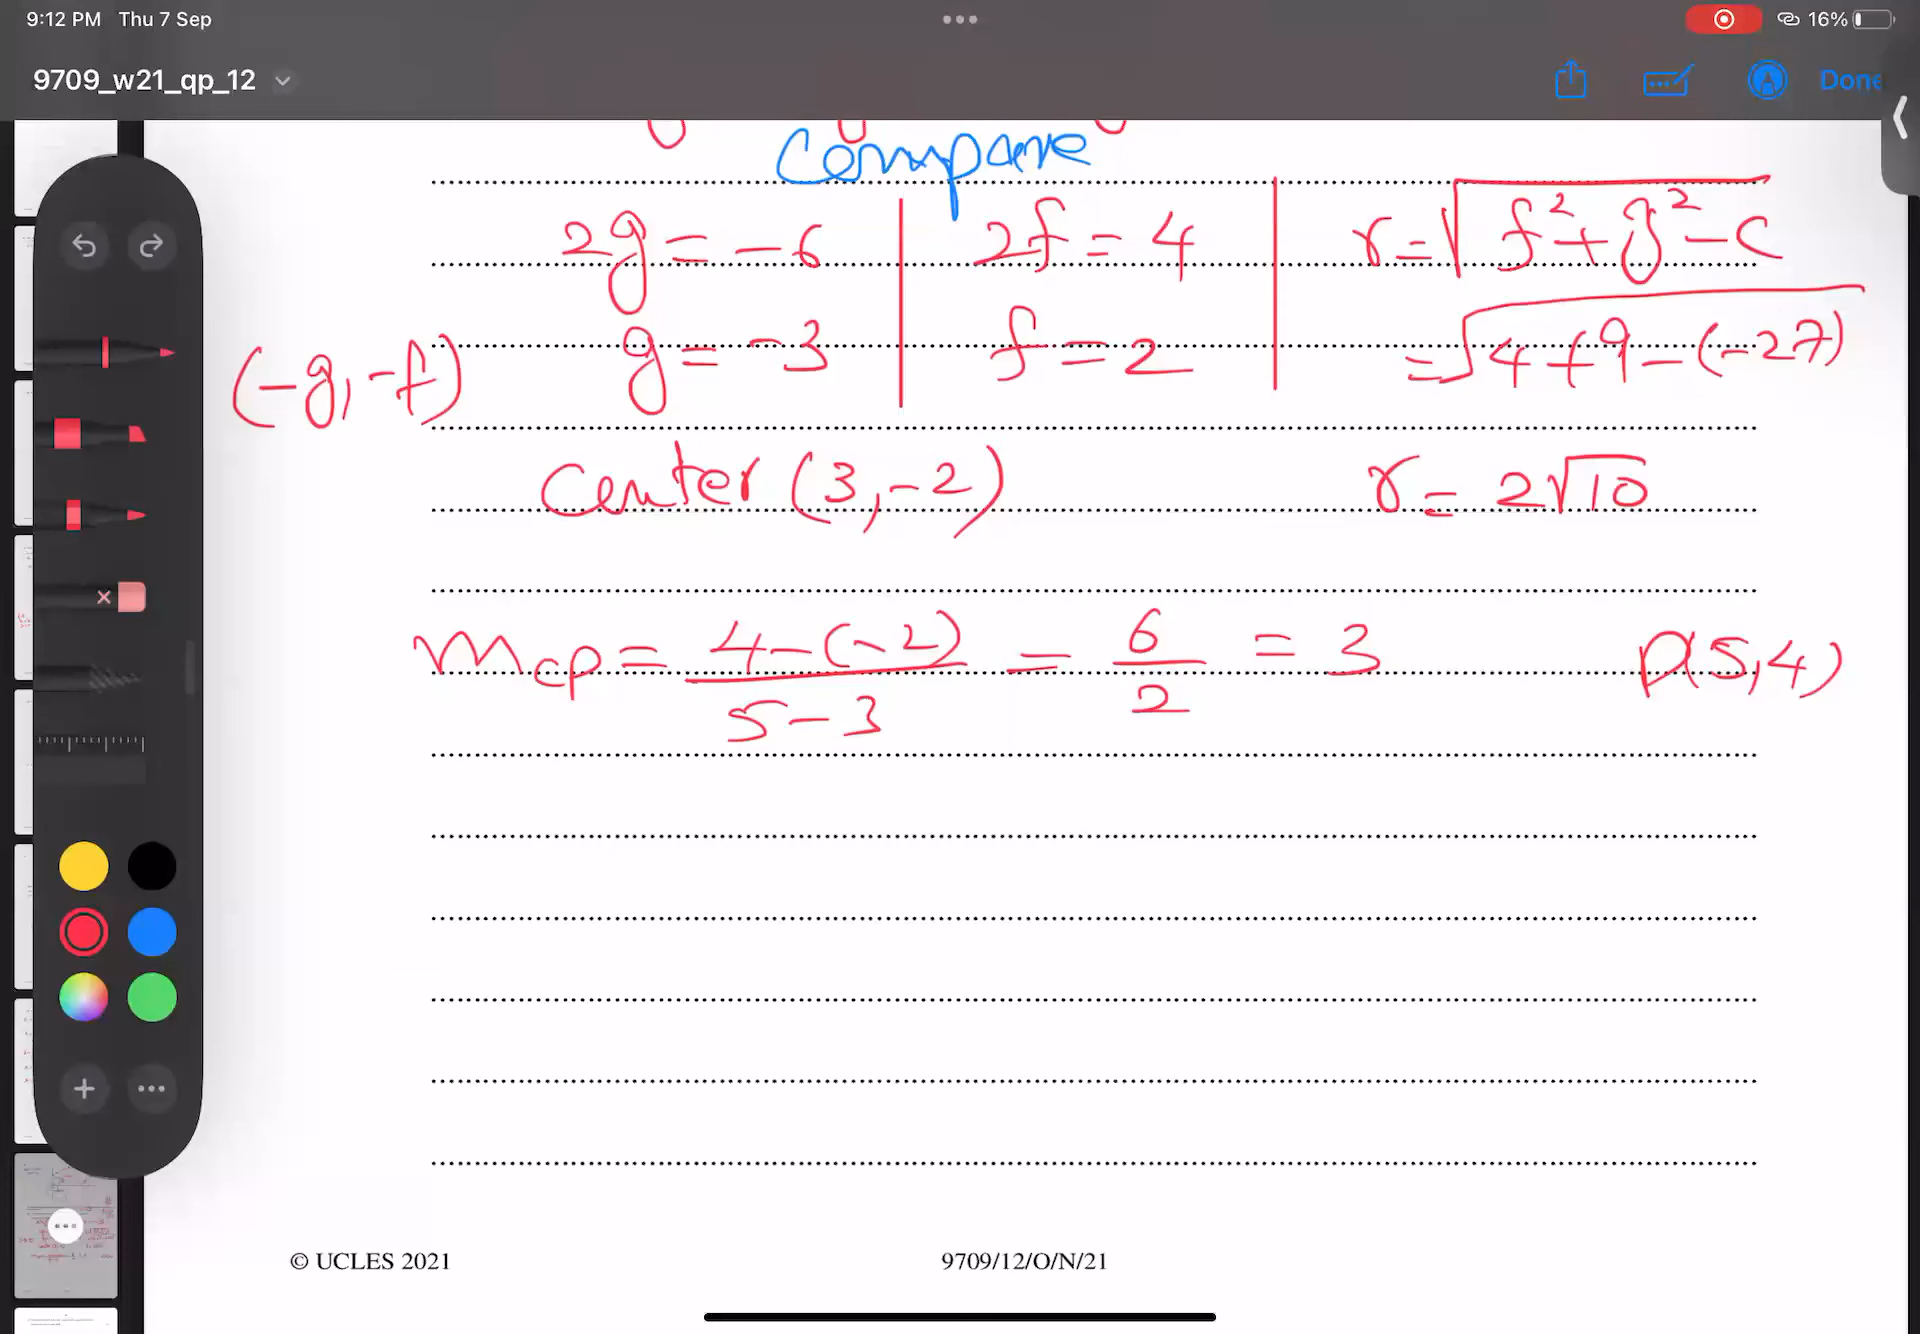 9:12 PM Thu 7 Sep
16%
9709_w21_qp_12
Done
Compare
2g = -6
2f = 4
r = √f²+g²-c
(-g, -f)
g = -3
f = 2
= √4+9-(-27)
Center (3,-2)
r = 2√10
mcp = 4-(-2)/5-3 = 6/2 = 3
P(5,4)
© UCLES 2021
9709/12/O/N/21